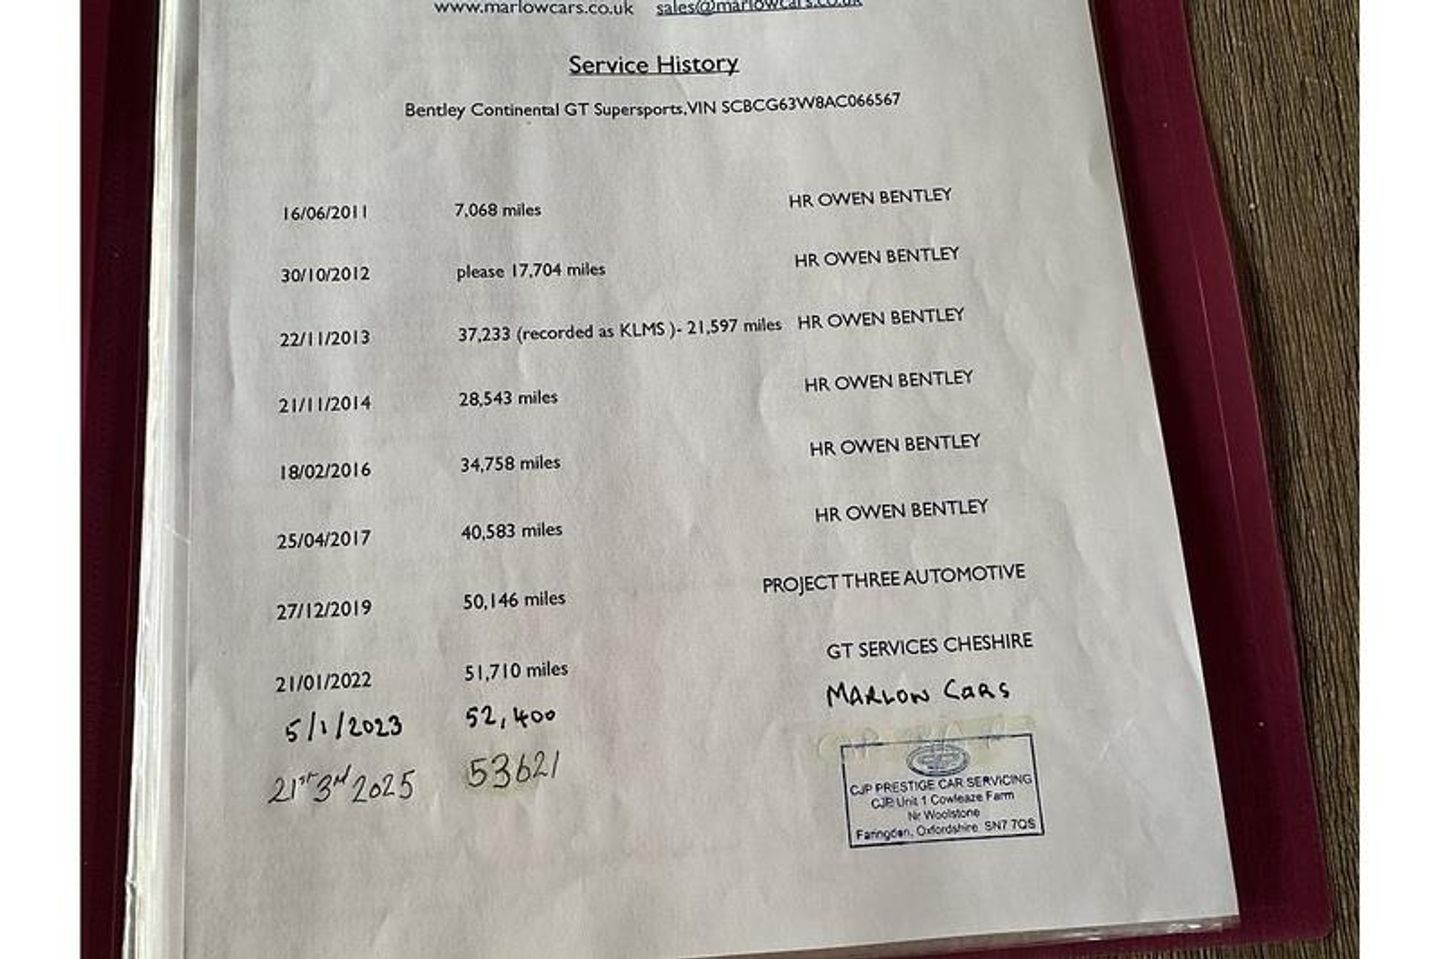 www.marlowcars.co.uk sales@marlowcars.co.uk
Service History
Bentley Continental GT Supersports,VIN SCBCG63W8AC066567
16/06/2011 7,068 miles HR OWEN BENTLEY
30/10/2012 please 17,704 miles HR OWEN BENTLEY
22/11/2013 37,233 (recorded as KLMS )- 21,597 miles HR OWEN BENTLEY
21/11/2014 28,543 miles HR OWEN BENTLEY
18/02/2016 34,758 miles HR OWEN BENTLEY
25/04/2017 40,583 miles HR OWEN BENTLEY
27/12/2019 50,146 miles PROJECT THREE AUTOMOTIVE
21/01/2022 51,710 miles GT SERVICES CHESHIRE
5/1/2023 52,400 MARLOW CARS
21st 3rd 2025 53621
CJP PRESTIGE CAR SERVICING
CJP Unit 1 Cowleaze Farm
Nr Woolstone
Faringdon, Oxfordshire SN7 7QS